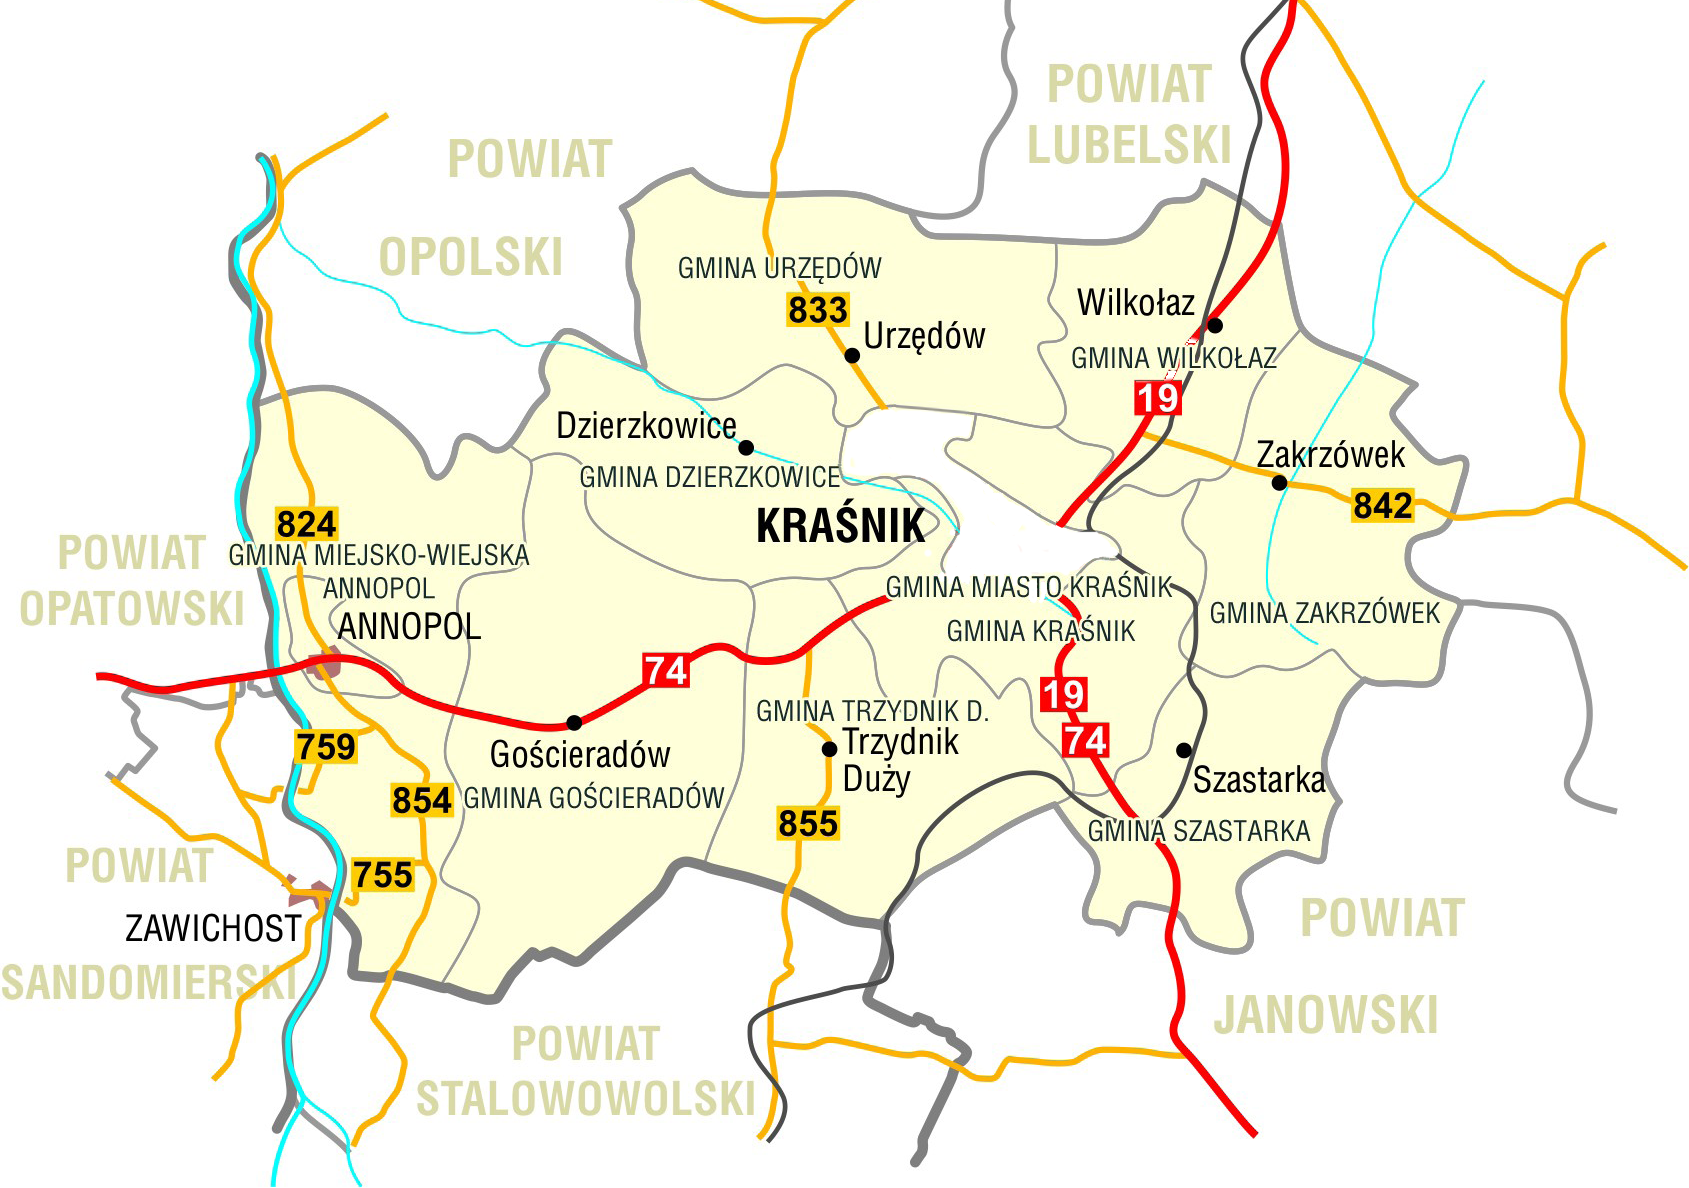 POWIAT
LUBELSKI
POWIAT
OPOLSKI
GMINA URZĘDÓW
833
Urzędów
Wilkołaz
GMINA WILKOŁAZ
19
Dzierzkowice
GMINA DZIERZKOWICE
Zakrzówek
842
KRAŚNIK
824
GMINA MIEJSKO-WIEJSKA
ANNOPOL
ANNOPOL
POWIAT
OPATOWSKI
GMINA MIASTO KRAŚNIK
GMINA KRAŚNIK
GMINA ZAKRZÓWEK
74
19
74
GMINA TRZYDNIK D.
Trzydnik
Duży
759
Gościeradów
GMINA GOŚCIERADÓW
854
855
Szastarka
GMINA SZASTARKA
POWIAT
755
ZAWICHOST
SANDOMIERSKI
POWIAT
JANOWSKI
POWIAT
STALOWOWOLSKI